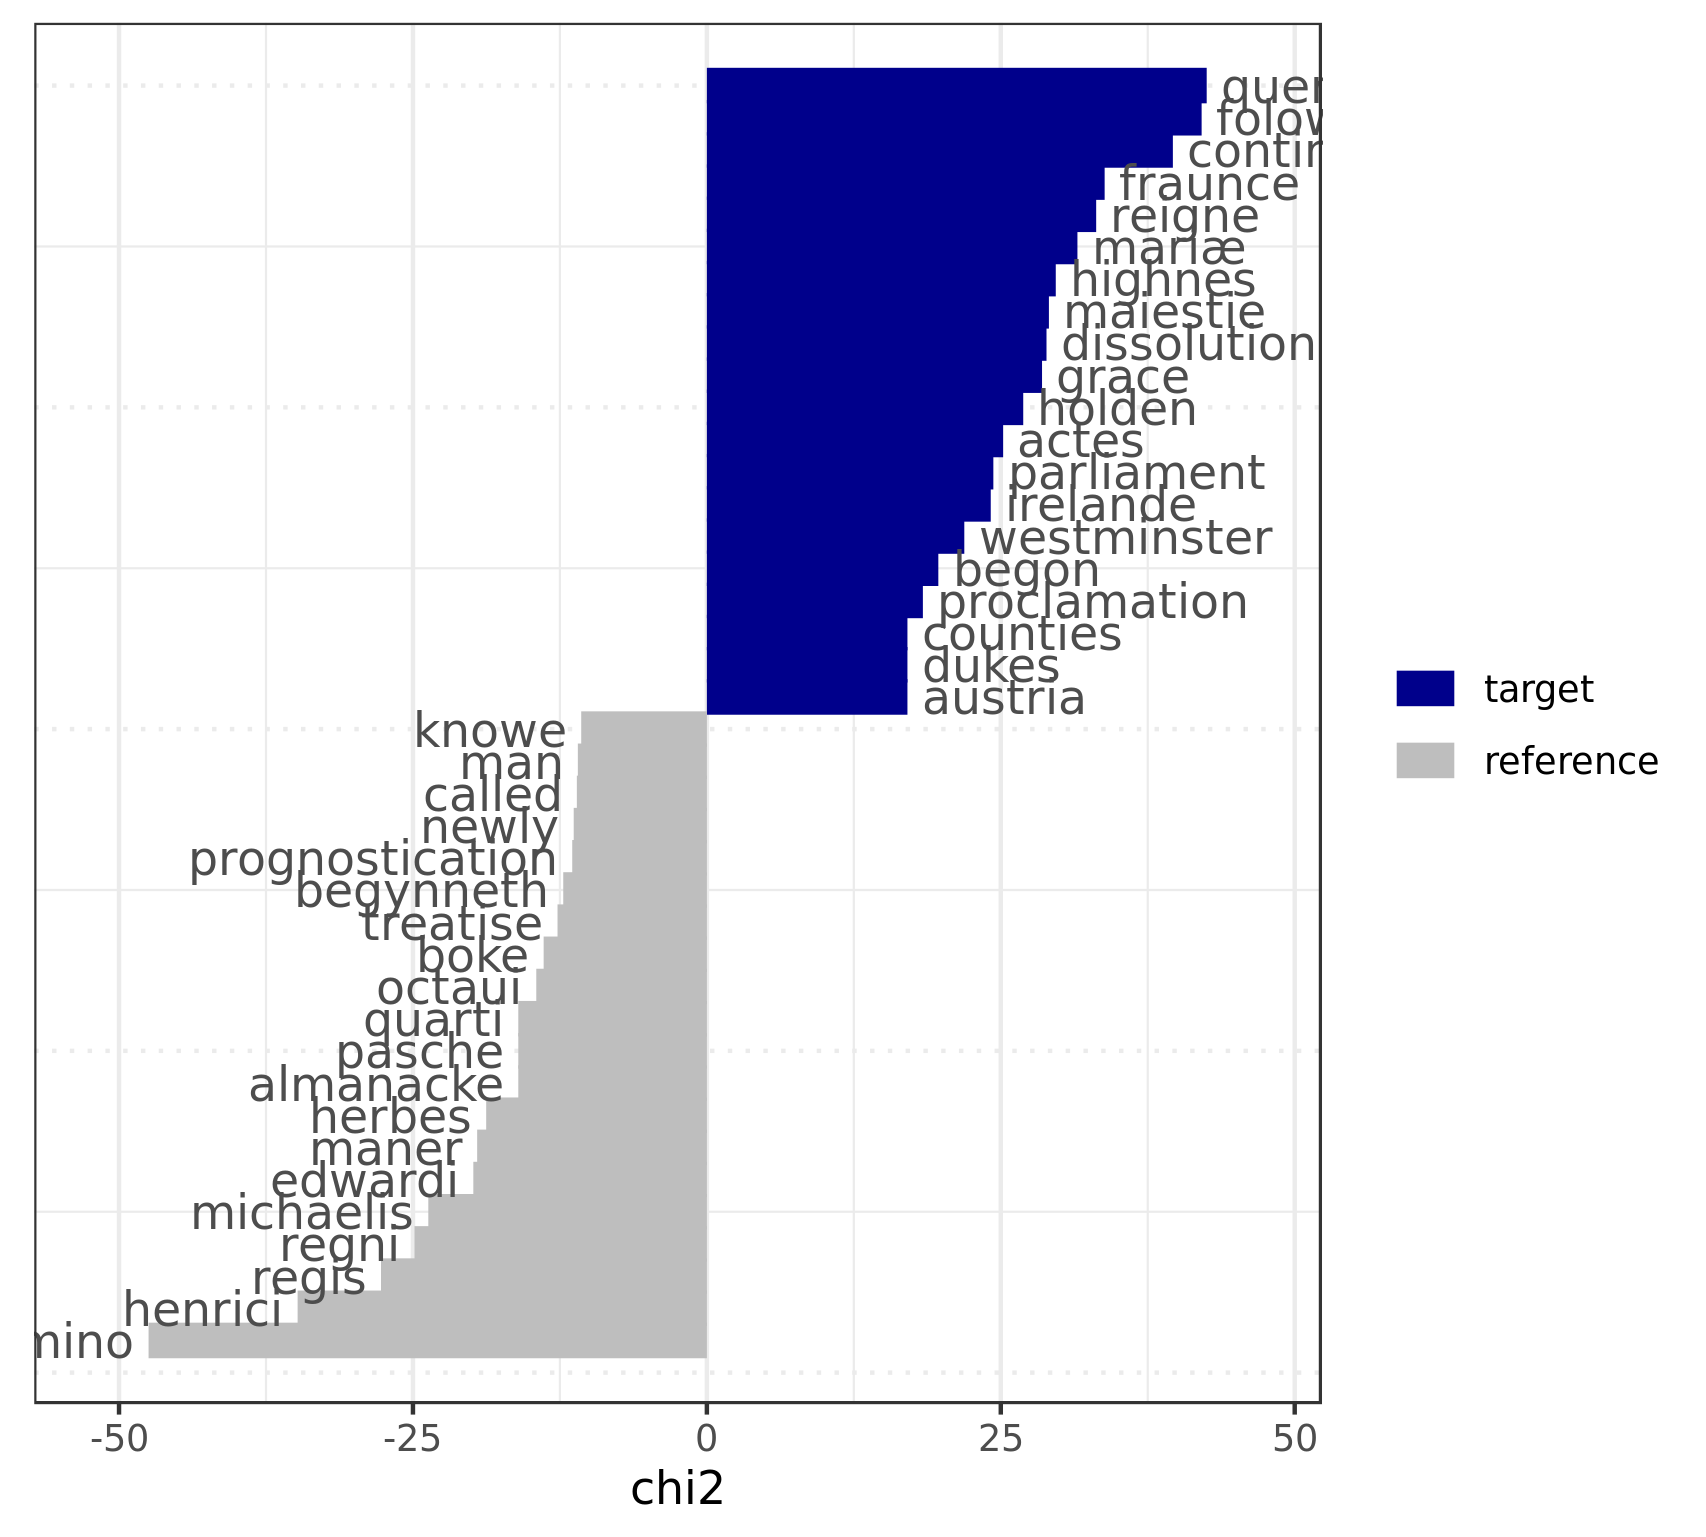 quer
folow
contin
fraunce
reigne
mariæ
highnes
maiestie
dissolution
grace
holden
actes
parliament
irelande
westminster
begon
proclamation
counties
dukes
austria
knowe
man
called
newly
prognostication
begynneth
treatise
boke
octaui
quarti
pasche
almanacke
herbes
maner
edwardi
michaelis
regni
regis
henrici
mino
target
reference
-50 -25 0 25 50
chi2